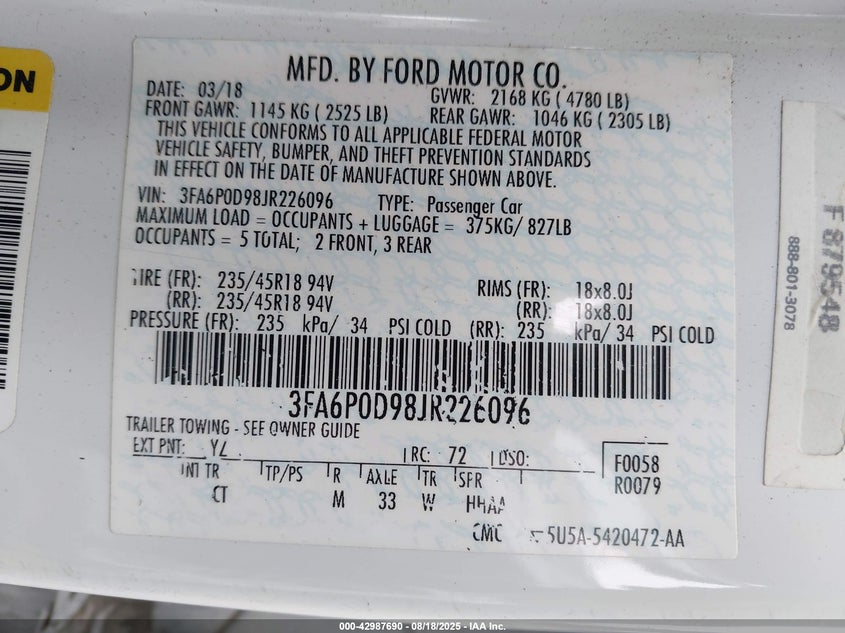 ON
MFD. BY FORD MOTOR CO.
DATE: 03/18 GVWR: 2168 KG ( 4780 LB)
FRONT GAWR: 1145 KG ( 2525 LB) REAR GAWR: 1046 KG ( 2305 LB)
THIS VEHICLE CONFORMS TO ALL APPLICABLE FEDERAL MOTOR
VEHICLE SAFETY, BUMPER, AND THEFT PREVENTION STANDARDS
IN EFFECT ON THE DATE OF MANUFACTURE SHOWN ABOVE.
VIN: 3FA6P0D98JR226096 TYPE: Passenger Car
MAXIMUM LOAD = OCCUPANTS + LUGGAGE = 375KG/ 827LB
OCCUPANTS = 5 TOTAL; 2 FRONT, 3 REAR
TIRE (FR): 235/45R18 94V RIMS (FR): 18x8.0J
(RR): 235/45R18 94V (RR): 18x8.0J
PRESSURE (FR): 235 kPa/ 34 PSI COLD (RR): 235 kPa/ 34 PSI COLD
3FA6P0D98JR226096
TRAILER TOWING - SEE OWNER GUIDE
EXT PNT: YZ RC: 72 DSO:
INT TR TP/PS R AXLE TR SPR
CT M 33 W HHAA
F0058
R0079
CMC 5U5A-5420472-AA
F 879548
888-801-3078
000-42987690 | 08/18/2025 - IAA Inc.